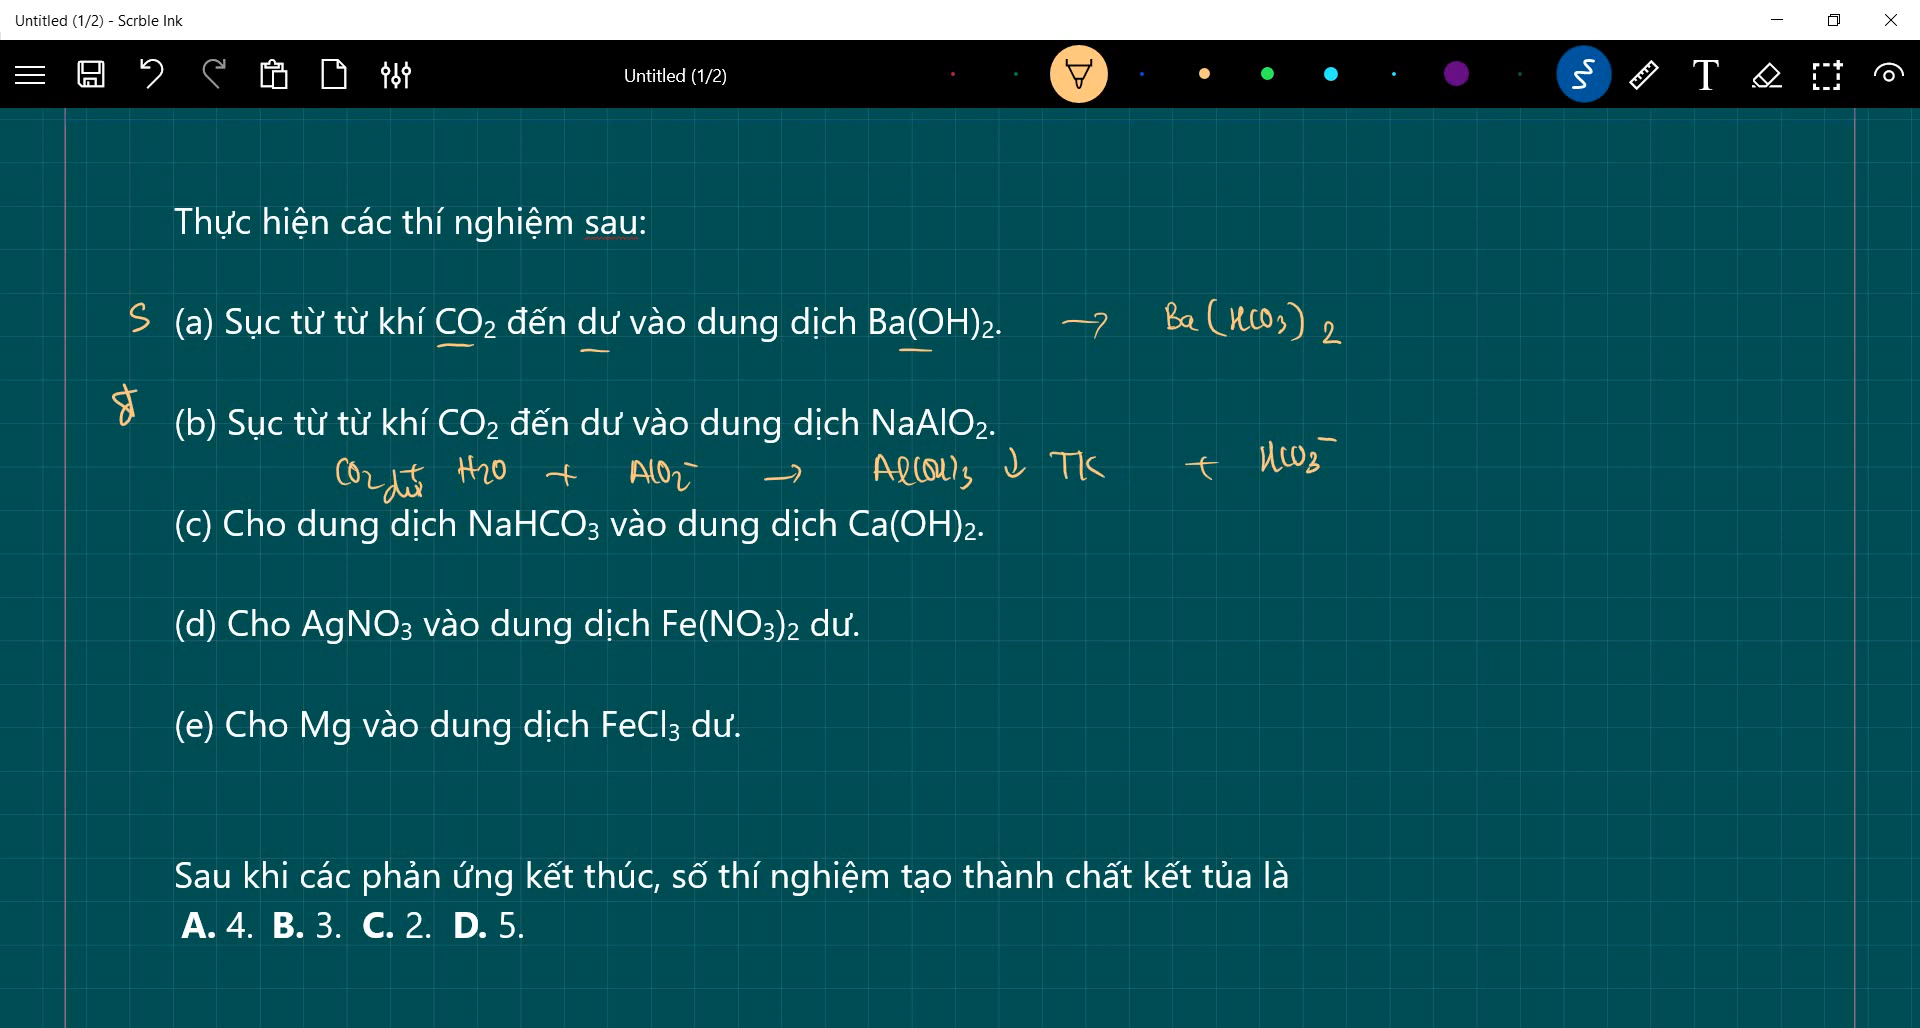 Untitled (1/2) - Scrble Ink
Untitled (1/2)
Thực hiện các thí nghiệm sau:
S (a) Sục từ từ khí CO₂ đến dư vào dung dịch Ba(OH)₂. → Ba(HCO₃)₂
(b) Sục từ từ khí CO₂ đến dư vào dung dịch NaAlO₂.
CO₂ dư + H₂O + AlO₂⁻ → Al(OH)₃ ↓ TK + HCO₃⁻
(c) Cho dung dịch NaHCO₃ vào dung dịch Ca(OH)₂.
(d) Cho AgNO₃ vào dung dịch Fe(NO₃)₂ dư.
(e) Cho Mg vào dung dịch FeCl₃ dư.
Sau khi các phản ứng kết thúc, số thí nghiệm tạo thành chất kết tủa là
A. 4. B. 3. C. 2. D. 5.